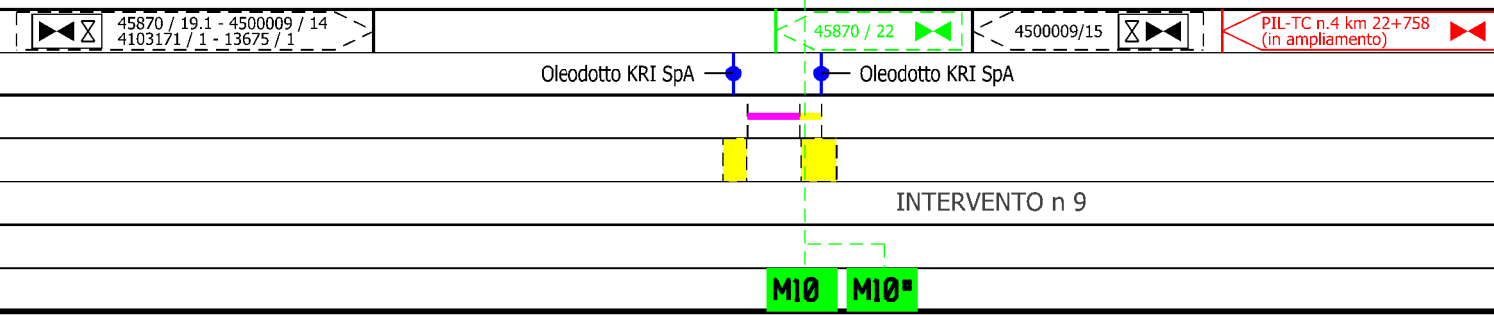 45870 / 19.1 - 4500009 / 14
4103171 / 1 - 13675 / 1
45870 / 22
4500009/15
PIL-TC n.4 km 22+758
(in ampliamento)
Oleodotto KRI SpA
Oleodotto KRI SpA
INTERVENTO n 9
M10
M10*